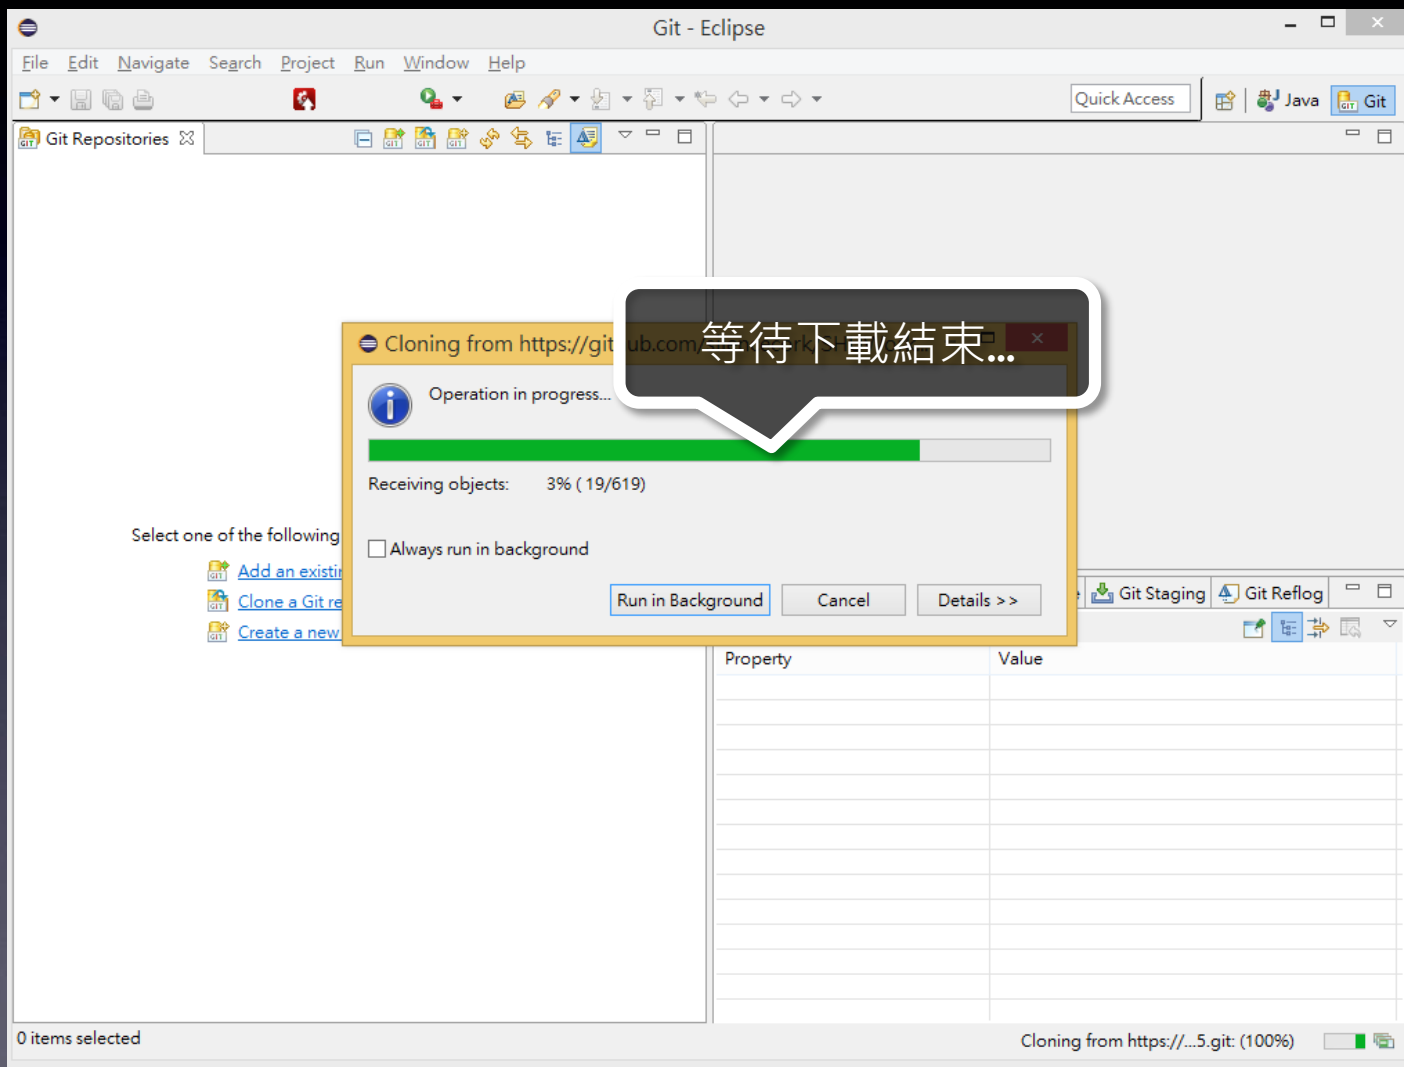 Git - Eclipse
File Edit Navigate Search Project Run Window Help
Quick Access
Java
Git
Git Repositories
等待下載結束...
Cloning from https://github.com/
Operation in progress...
Receiving objects: 3% ( 19/619)
Always run in background
Run in Background
Cancel
Details >>
Select one of the following
Add an existin
Clone a Git re
Create a new
Git Staging
Git Reflog
Property Value
0 items selected
Cloning from https://...5.git: (100%)